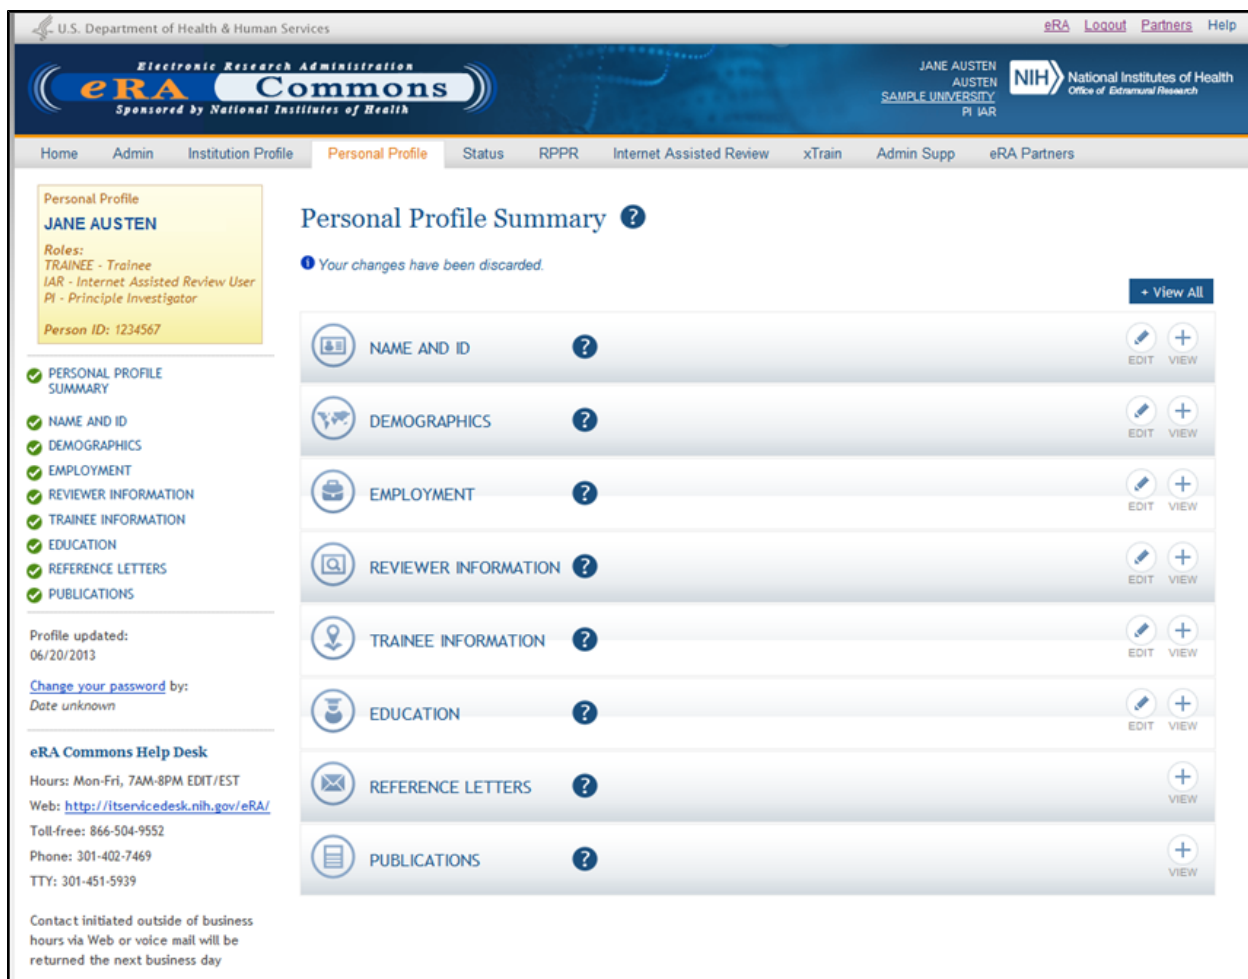 U.S. Department of Health & Human Services
eRA Logout Partners Help
Electronic Research Administration
eRA Commons
Sponsored by National Institutes of Health
JANE AUSTEN
AUSTEN
SAMPLE UNIVERSITY
PI IAR
NIH National Institutes of Health
Office of Extramural Research
Home Admin Institution Profile Personal Profile Status RPPR Internet Assisted Review xTrain Admin Supp eRA Partners
Personal Profile
JANE AUSTEN
Roles:
TRAINEE - Trainee
IAR - Internet Assisted Review User
PI - Principle Investigator
Person ID: 1234567
PERSONAL PROFILE
SUMMARY
NAME AND ID
DEMOGRAPHICS
EMPLOYMENT
REVIEWER INFORMATION
TRAINEE INFORMATION
EDUCATION
REFERENCE LETTERS
PUBLICATIONS
Profile updated:
06/20/2013
Change your password by:
Date unknown
eRA Commons Help Desk
Hours: Mon-Fri, 7AM-8PM EDIT/EST
Web: http://itservicedesk.nih.gov/eRA/
Toll-free: 866-504-9552
Phone: 301-402-7469
TTY: 301-451-5939
Contact initiated outside of business
hours via Web or voice mail will be
returned the next business day
Personal Profile Summary ?
Your changes have been discarded.
+ View All
NAME AND ID ? EDIT VIEW
DEMOGRAPHICS ? EDIT VIEW
EMPLOYMENT ? EDIT VIEW
REVIEWER INFORMATION ? EDIT VIEW
TRAINEE INFORMATION ? EDIT VIEW
EDUCATION ? EDIT VIEW
REFERENCE LETTERS ? VIEW
PUBLICATIONS ? VIEW